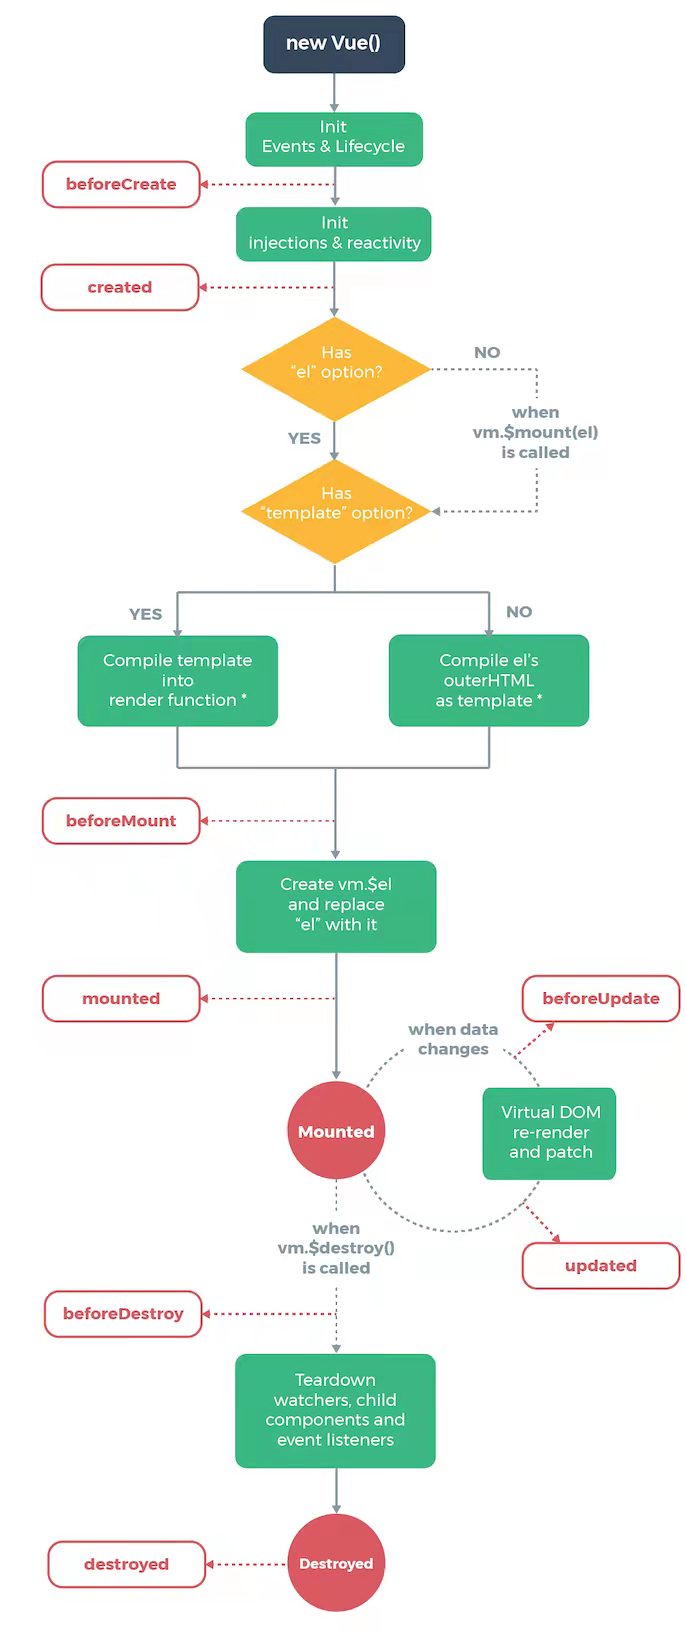 new Vue()
Init
Events & Lifecycle
beforeCreate
Init
injections & reactivity
created
Has
“el” option?
NO
when
vm.$mount(el)
is called
YES
Has
“template” option?
YES
NO
Compile template
into
render function *
Compile el’s
outerHTML
as template *
beforeMount
Create vm.$el
and replace
“el” with it
mounted
beforeUpdate
when data
changes
Mounted
Virtual DOM
re-render
and patch
when
vm.$destroy()
is called
updated
beforeDestroy
Teardown
watchers, child
components and
event listeners
destroyed
Destroyed